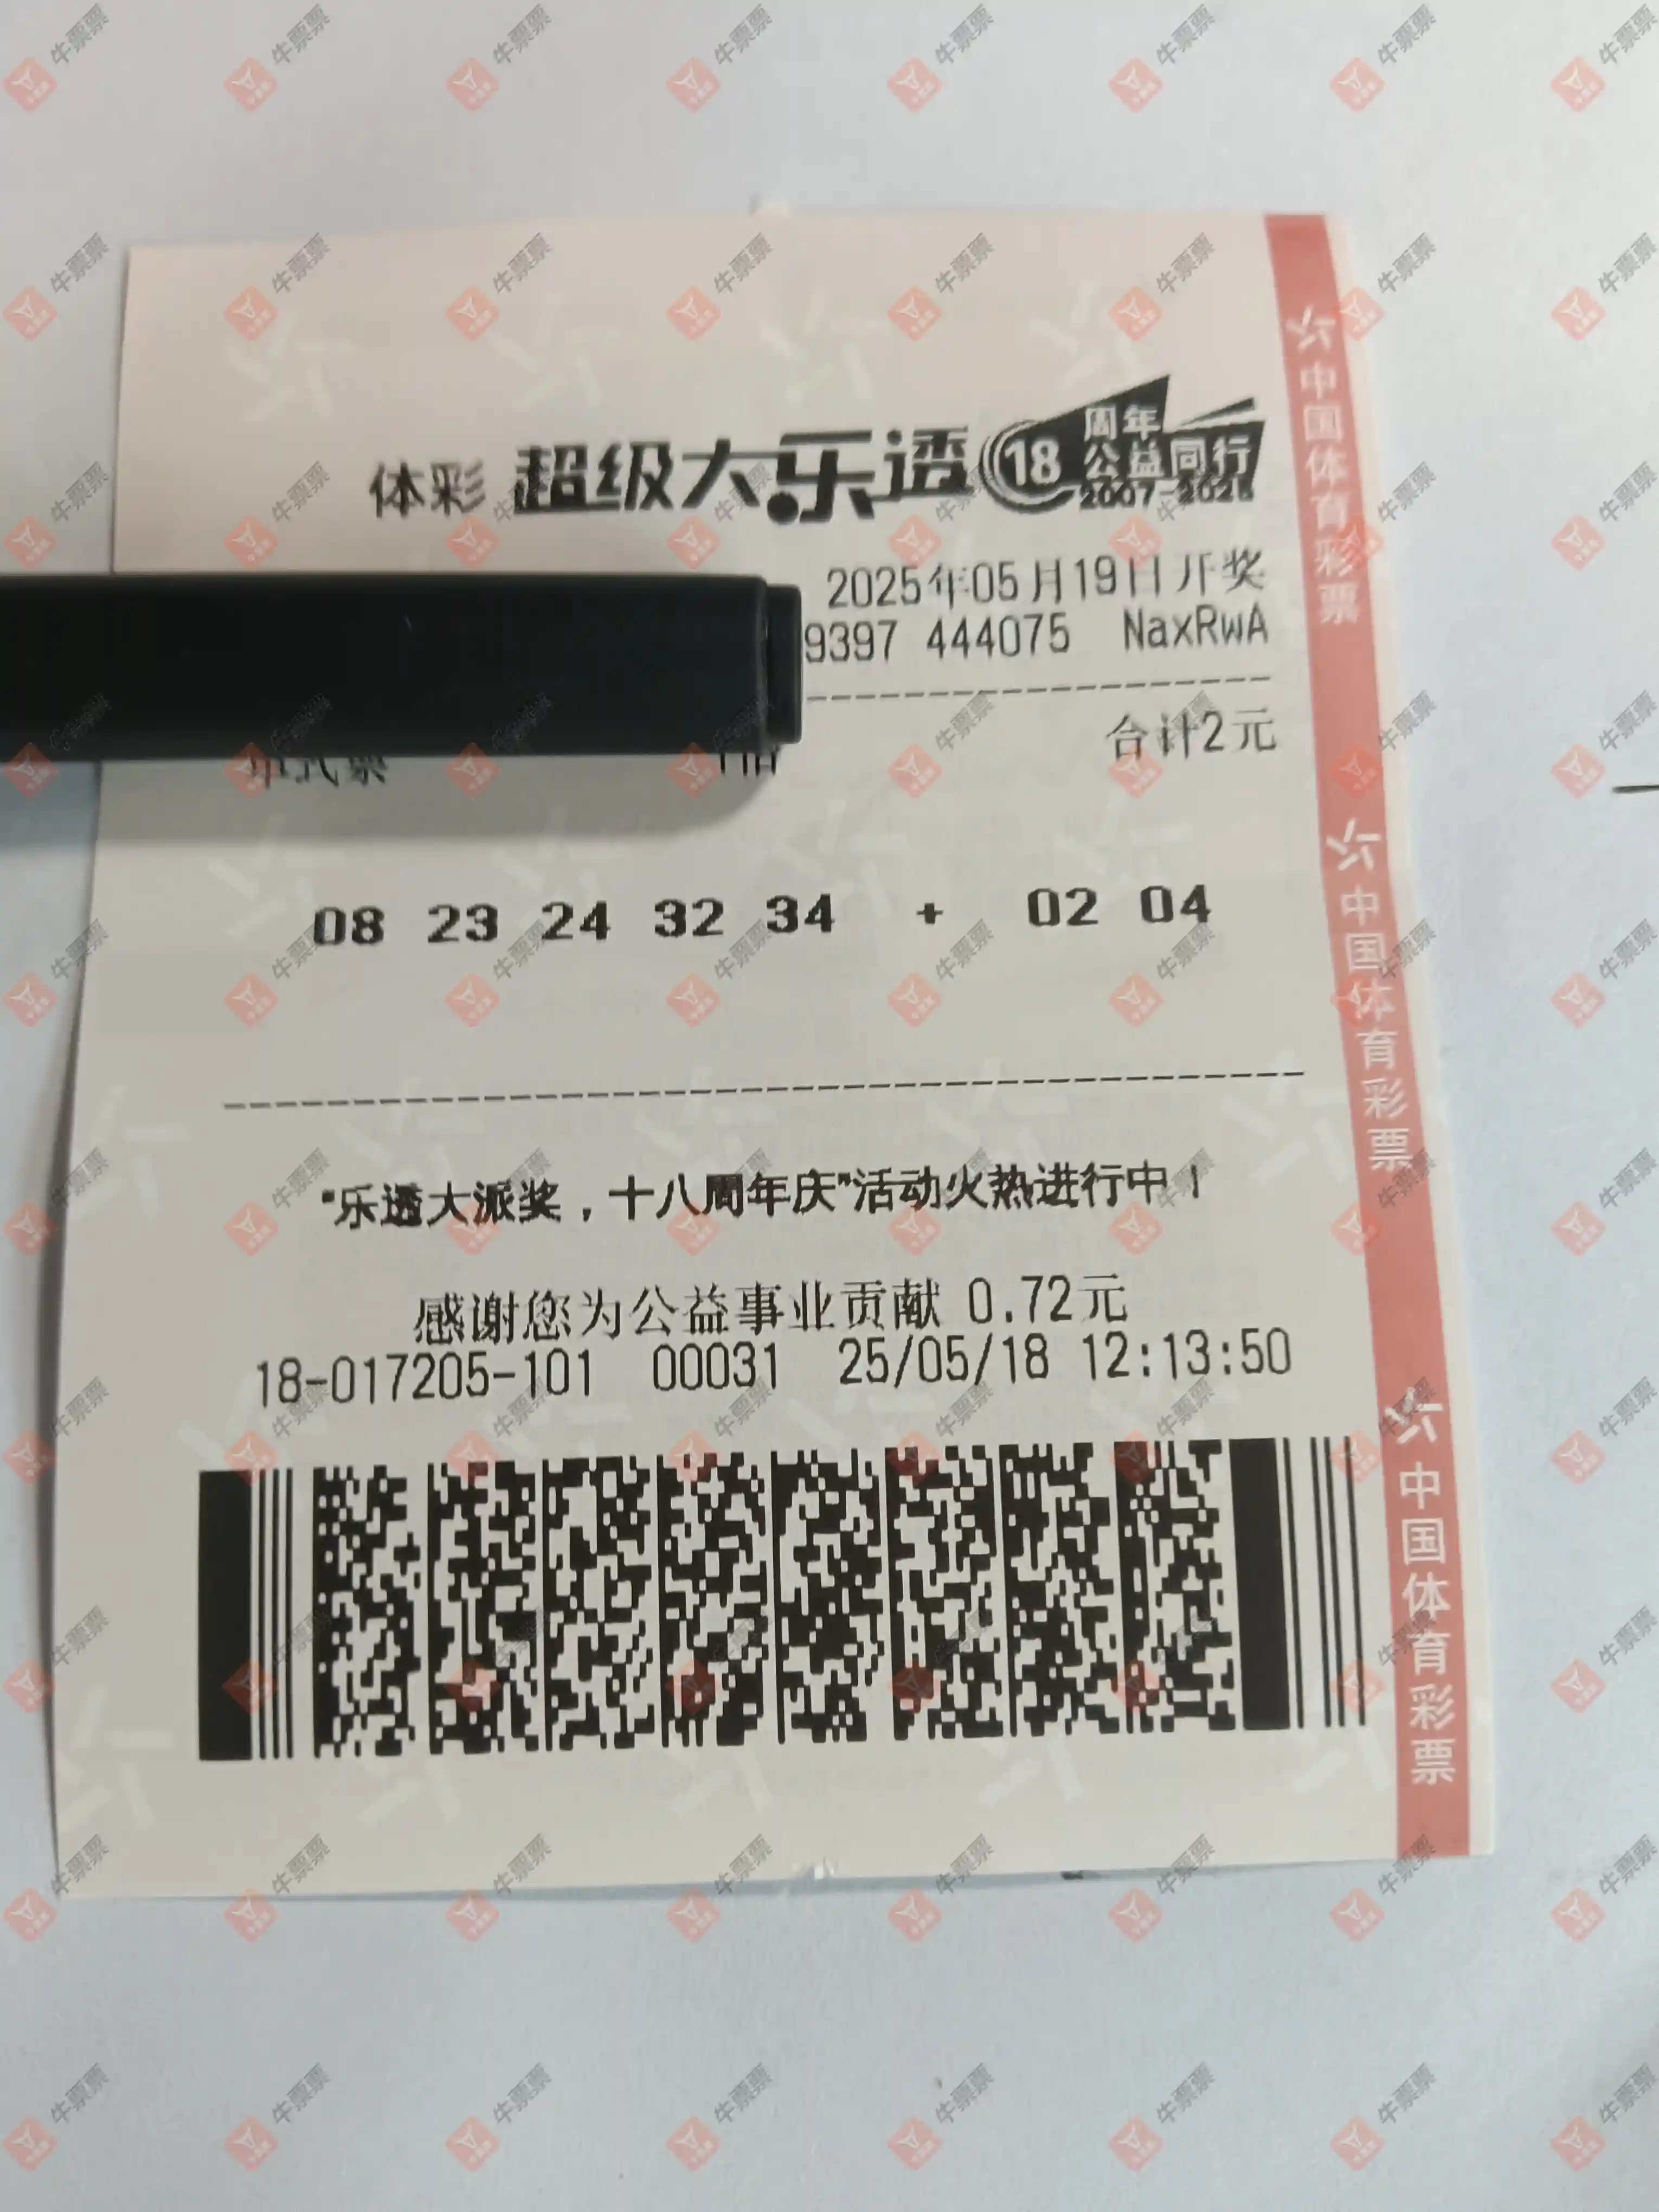 体彩 超级大乐透 18 周年 公益同行 2007-2025
2025年05月19日开奖
9397 444075 NaxRwA
单式票 合计2元
08 23 24 32 34 + 02 04
“乐透大派奖，十八周年庆”活动火热进行中！
感谢您为公益事业贡献 0.72元
18-017205-101 00031 25/05/18 12:13:50
中国体育彩票
中国体育彩票
中国体育彩票
牛票票